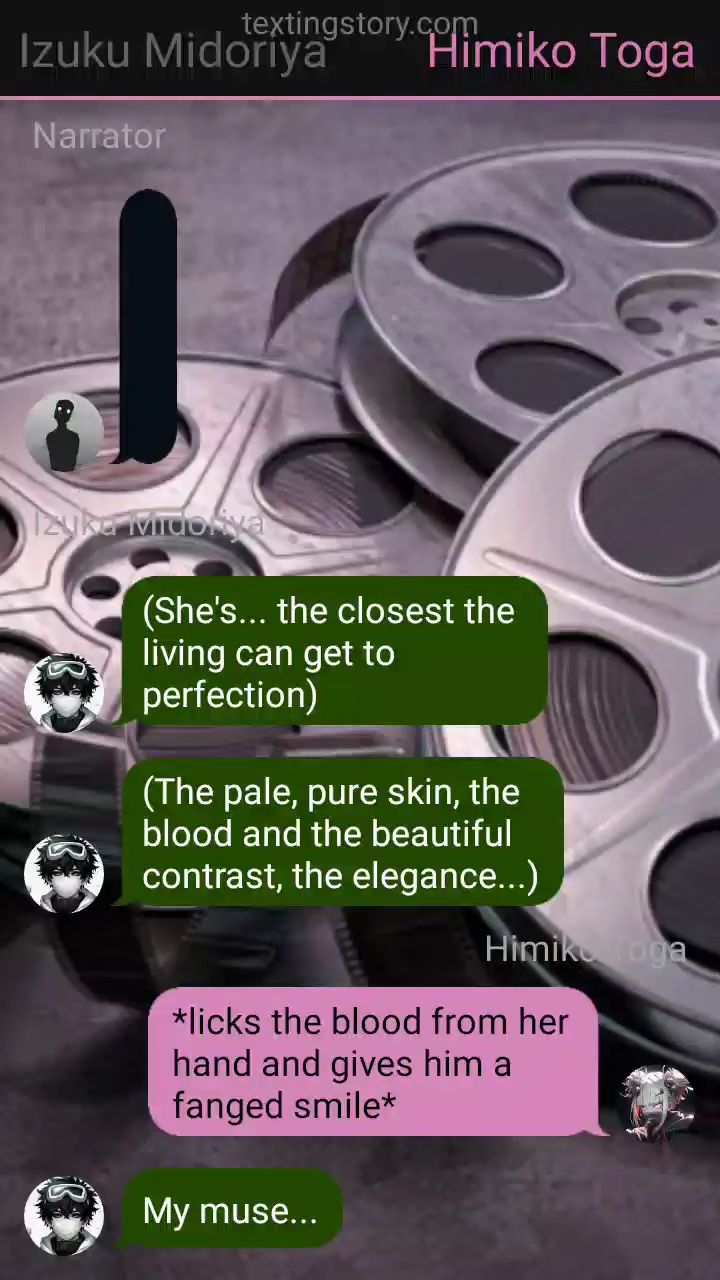 textingstory.com
Izuku Midoriya
Himiko Toga
Narrator
Izuku Midoriya
(She's... the closest the
living can get to
perfection)
(The pale, pure skin, the
blood and the beautiful
contrast, the elegance...)
Himiko Toga
*licks the blood from her
hand and gives him a
fanged smile*
My muse...